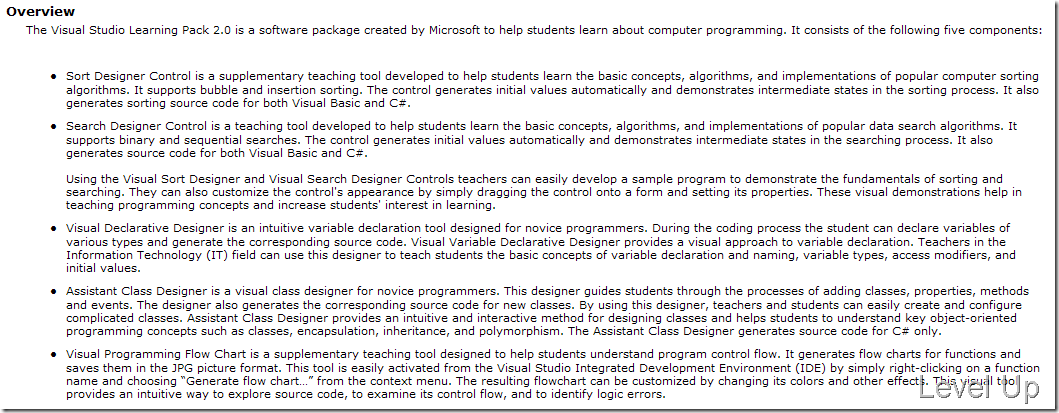 Overview
The Visual Studio Learning Pack 2.0 is a software package created by Microsoft to help students learn about computer programming. It consists of the following five components:
• Sort Designer Control is a supplementary teaching tool developed to help students learn the basic concepts, algorithms, and implementations of popular computer sorting
algorithms. It supports bubble and insertion sorting. The control generates initial values automatically and demonstrates intermediate states in the sorting process. It also
generates sorting source code for both Visual Basic and C#.
• Search Designer Control is a teaching tool developed to help students learn the basic concepts, algorithms, and implementations of popular data search algorithms. It
supports binary and sequential searches. The control generates initial values automatically and demonstrates intermediate states in the searching process. It also
generates source code for both Visual Basic and C#.
Using the Visual Sort Designer and Visual Search Designer Controls teachers can easily develop a sample program to demonstrate the fundamentals of sorting and
searching. They can also customize the control's appearance by simply dragging the control onto a form and setting its properties. These visual demonstrations help in
teaching programming concepts and increase students' interest in learning.
• Visual Declarative Designer is an intuitive variable declaration tool designed for novice programmers. During the coding process the student can declare variables of
various types and generate the corresponding source code. Visual Variable Declarative Designer provides a visual approach to variable declaration. Teachers in the
Information Technology (IT) field can use this designer to teach students the basic concepts of variable declaration and naming, variable types, access modifiers, and
initial values.
• Assistant Class Designer is a visual class designer for novice programmers. This designer guides students through the processes of adding classes, properties, methods
and events. The designer also generates the corresponding source code for new classes. By using this designer, teachers and students can easily create and configure
complicated classes. Assistant Class Designer provides an intuitive and interactive method for designing classes and helps students to understand key object-oriented
programming concepts such as classes, encapsulation, inheritance, and polymorphism. The Assistant Class Designer generates source code for C# only.
• Visual Programming Flow Chart is a supplementary teaching tool designed to help students understand program control flow. It generates flow charts for functions and
saves them in the JPG picture format. This tool is easily activated from the Visual Studio Integrated Development Environment (IDE) by simply right-clicking on a function
name and choosing “Generate flow chart…” from the context menu. The resulting flowchart can be customized by changing its colors and other effects. This visual tool
provides an intuitive way to explore source code, to examine its control flow, and to identify logic errors.
Level Up